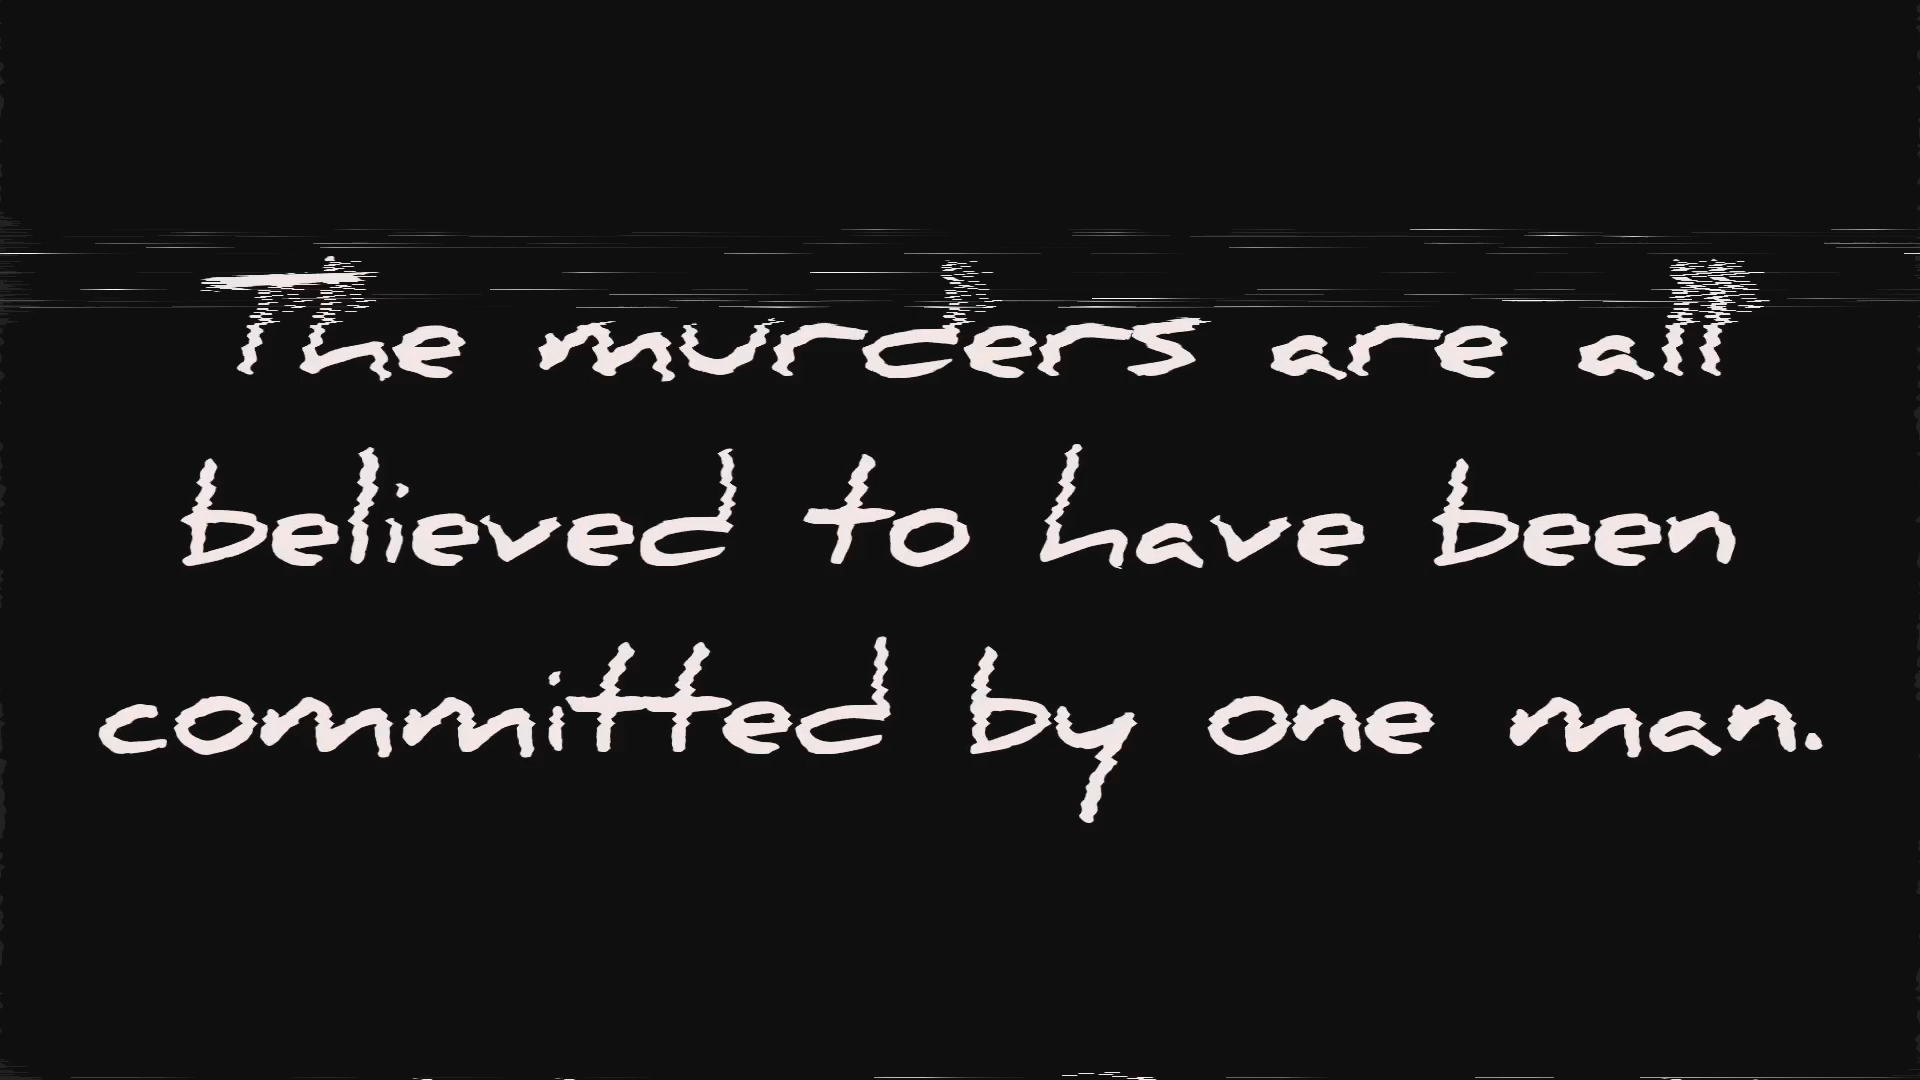 The murders are all
believed to have been
committed by one man.